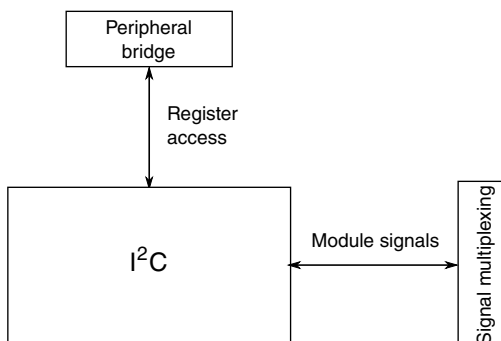 Peripheral
bridge
Register
access
Module signals
I²C
Signal multiplexing